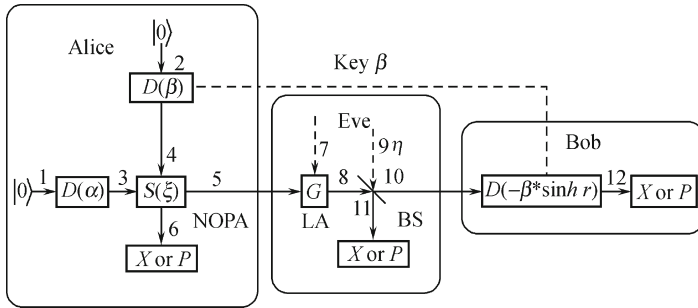 |0⟩
Alice
2
D(β)
Key β
Eve
7
9 η
Bob
4
1
3
5
8
10
12
|0⟩
D(α)
S(ξ)
G
D(−β*sinh r)
X or P
11
6
NOPA
LA
BS
X or P
X or P